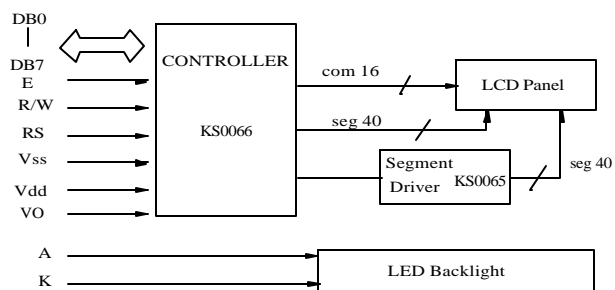 DB0
DB7
E
R/W
RS
Vss
Vdd
VO
CONTROLLER
KS0066
com 16
seg 40
LCD Panel
Segment
Driver KS0065
seg 40
A
K
LED Backlight